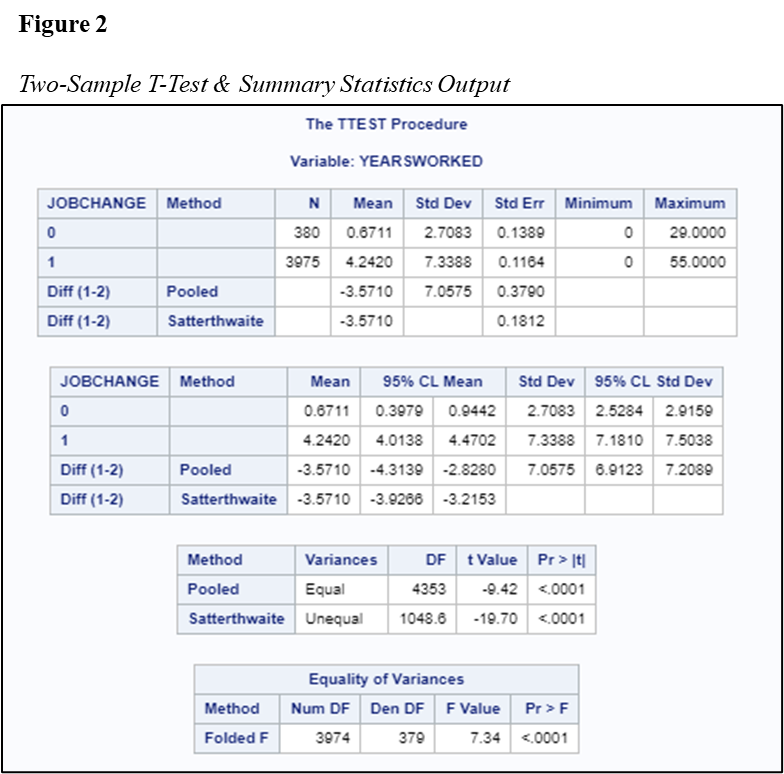 Figure 2
Two-Sample T-Test & Summary Statistics Output
The TTEST Procedure
Variable: YEARSWORKED
JOBCHANGE Method N Mean Std Dev Std Err Minimum Maximum
0 380 0.6711 2.7083 0.1389 0 29.0000
1 3975 4.2420 7.3388 0.1164 0 55.0000
Diff (1-2) Pooled -3.5710 7.0575 0.3790
Diff (1-2) Satterthwaite -3.5710 0.1812
JOBCHANGE Method Mean 95% CL Mean Std Dev 95% CL Std Dev
0 0.6711 0.3979 0.9442 2.7083 2.5284 2.9159
1 4.2420 4.0138 4.4702 7.3388 7.1810 7.5038
Diff (1-2) Pooled -3.5710 -4.3139 -2.8280 7.0575 6.9123 7.2089
Diff (1-2) Satterthwaite -3.5710 -3.9266 -3.2153
Method Variances DF t Value Pr > |t|
Pooled Equal 4353 -9.42 <.0001
Satterthwaite Unequal 1048.6 -19.70 <.0001
Equality of Variances
Method Num DF Den DF F Value Pr > F
Folded F 3974 379 7.34 <.0001